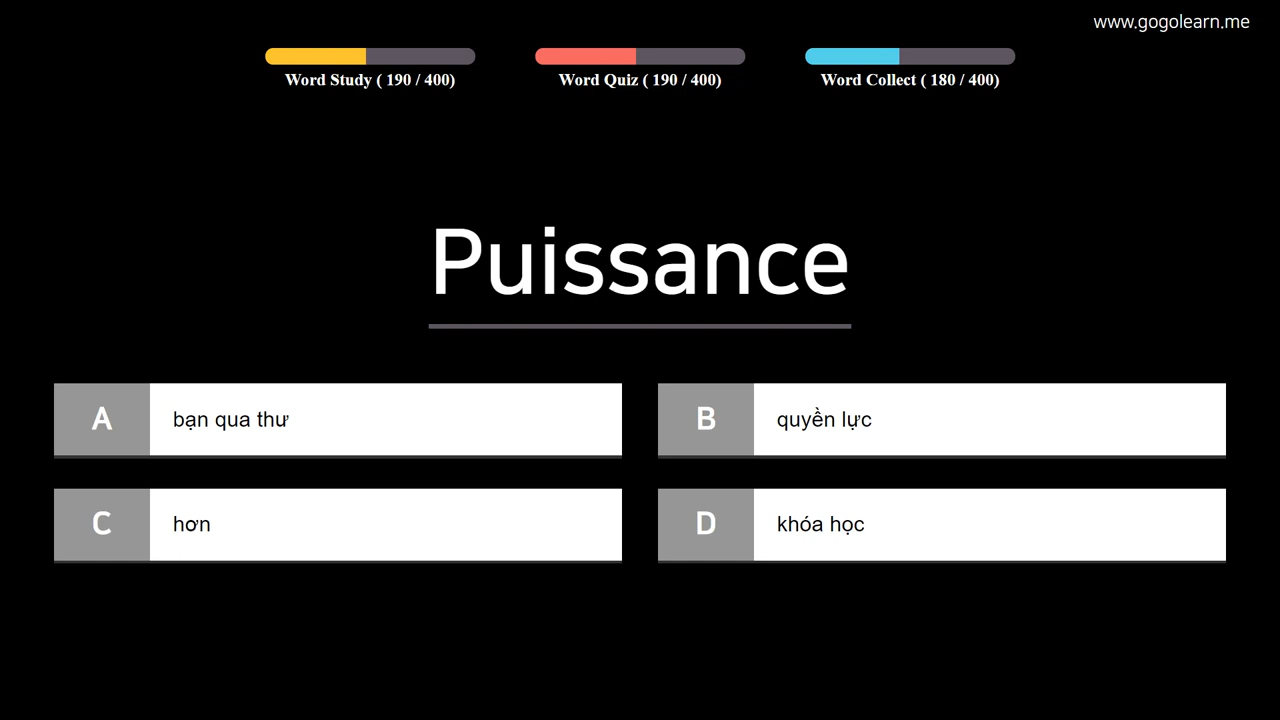 www.gogolearn.me
Word Study ( 190 / 400)
Word Quiz ( 190 / 400)
Word Collect ( 180 / 400)
Puissance
A
bạn qua thư
B
quyền lực
C
hơn
D
khóa học